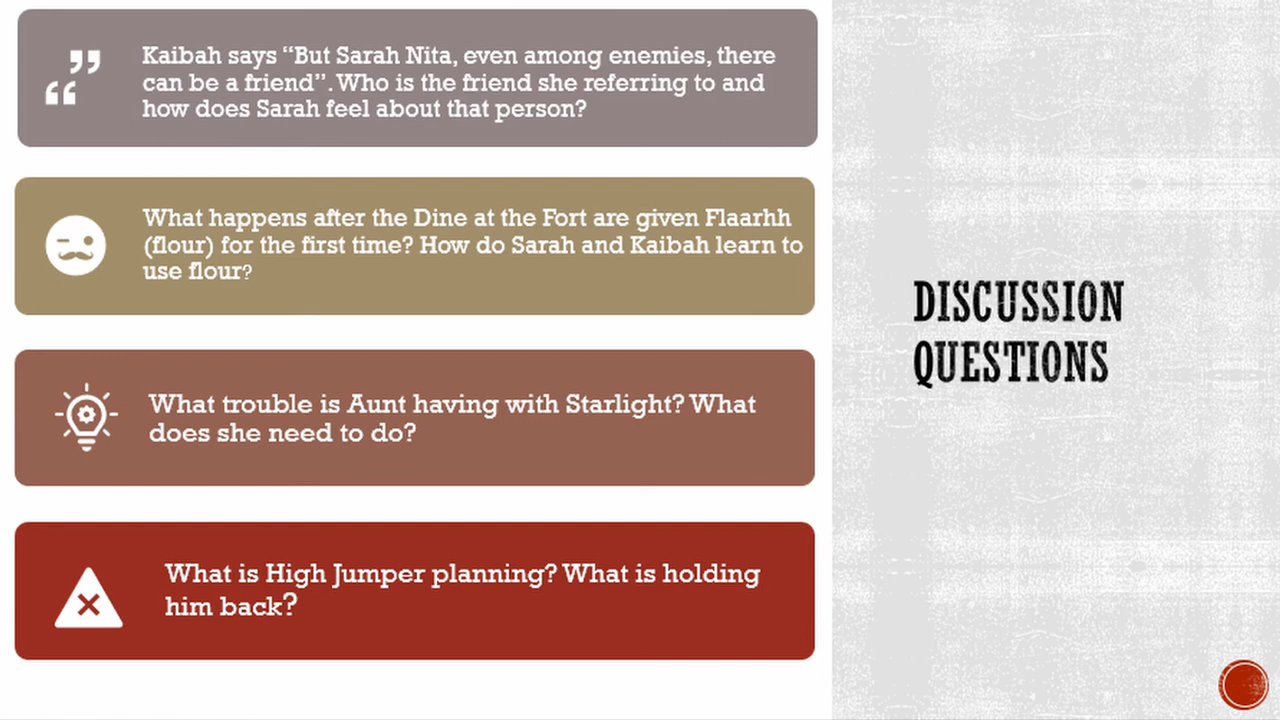 Kaibah says “But Sarah Nita, even among enemies, there
can be a friend”. Who is the friend she referring to and
how does Sarah feel about that person?
What happens after the Dine at the Fort are given Flaarhh
(flour) for the first time? How do Sarah and Kaibah learn to
use flour?
What trouble is Aunt having with Starlight? What
does she need to do?
What is High Jumper planning? What is holding
him back?
DISCUSSION
QUESTIONS